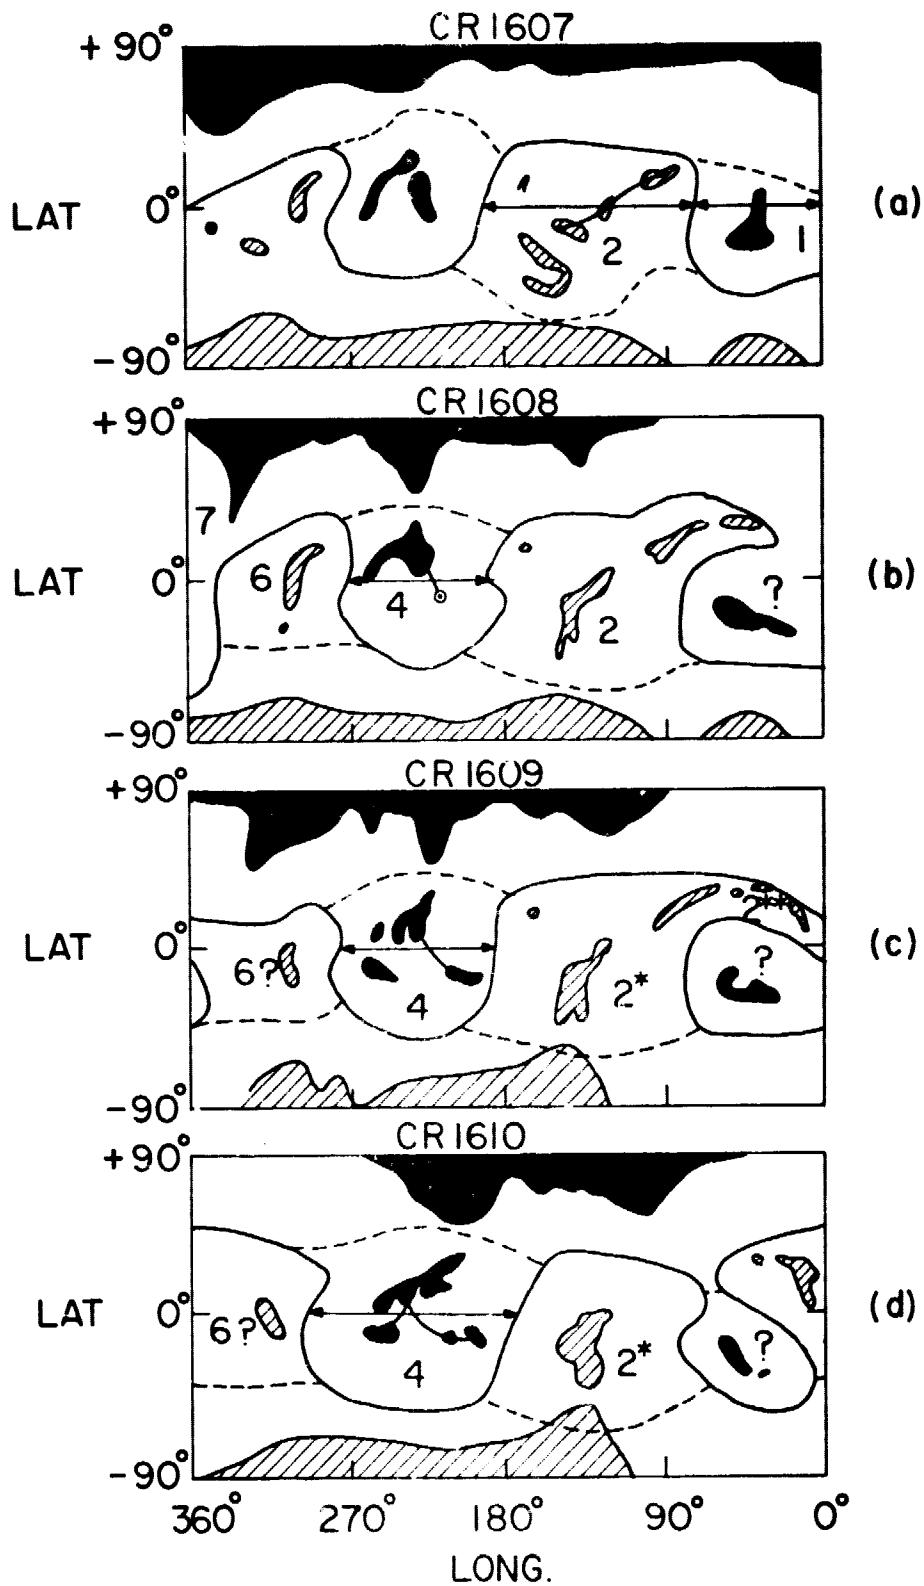 CR1607
+90°
LAT 0° 2 1 (a)
-90°
CR1608
+90°
7
LAT 0° 6 4 2 ? (b)
-90°
CR1609
+90°
LAT 0° 6? 4 2* ? (c)
-90°
CR1610
+90°
LAT 0° 6? 4 2* ? (d)
-90°
360° 270° 180° 90° 0°
LONG.